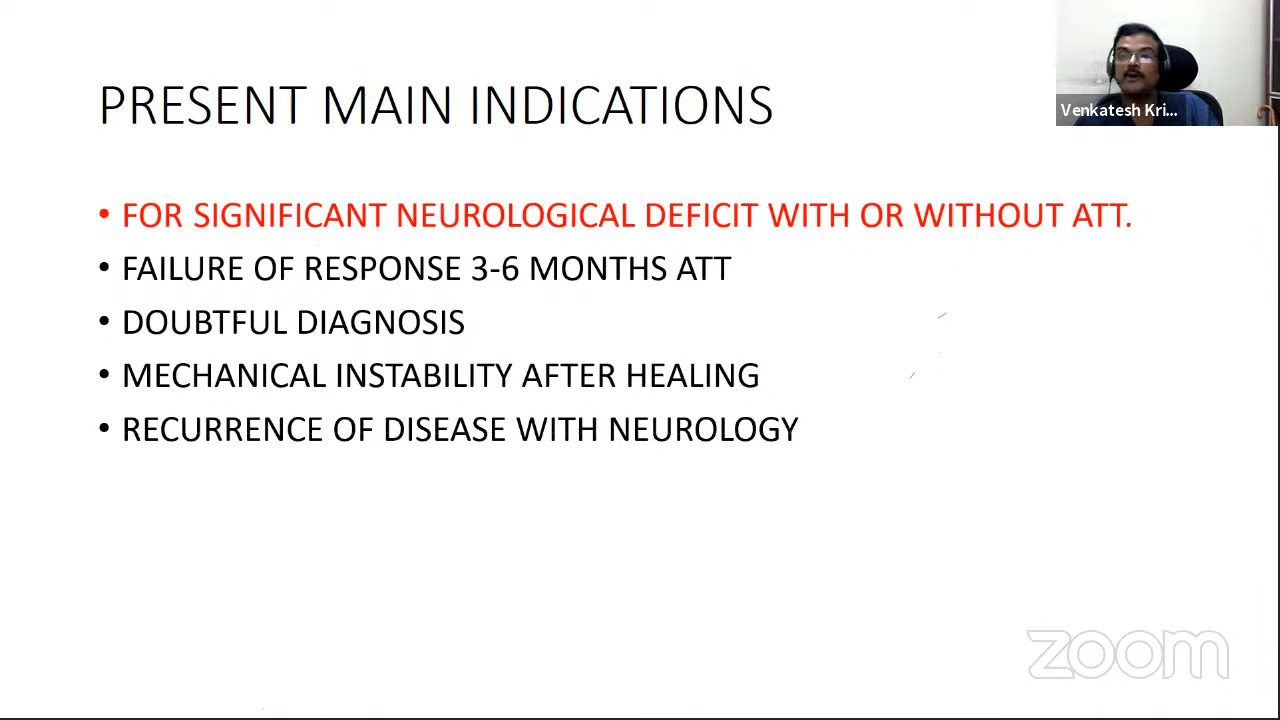 PRESENT MAIN INDICATIONS
Venkatesh Kri...
• FOR SIGNIFICANT NEUROLOGICAL DEFICIT WITH OR WITHOUT ATT.
• FAILURE OF RESPONSE 3-6 MONTHS ATT
• DOUBTFUL DIAGNOSIS
• MECHANICAL INSTABILITY AFTER HEALING
• RECURRENCE OF DISEASE WITH NEUROLOGY
zoom